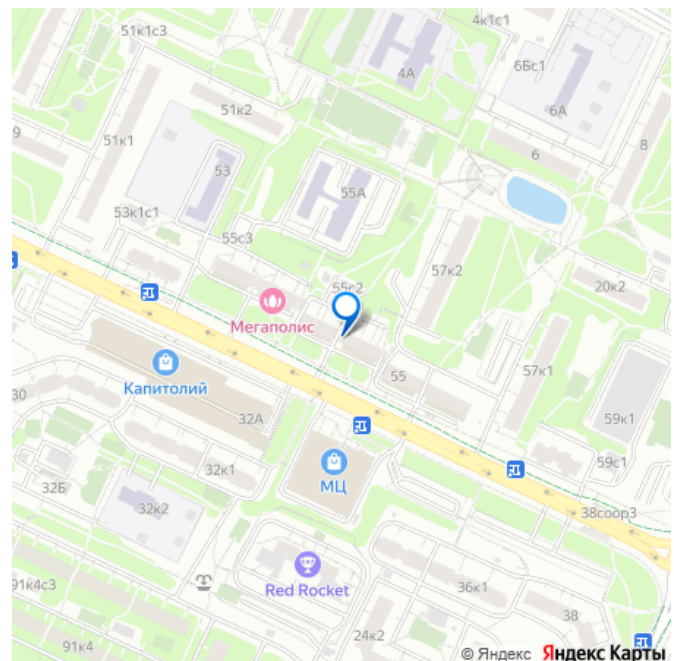 51к1с3
4к1с1
4А
6Бс1
6А
51к2
9
51к1
6
8
53
55А
53к1с1
55с3
57к2
55с2
20к2
Мегаполис
Капитолий
55
57к1
30
32А
59к1
32к1
МЦ
59с1
32Б
32к2
38соор3
Red Rocket
91к4с3
36к1
38
24к2
91к4
© Яндекс Яндекс Карты